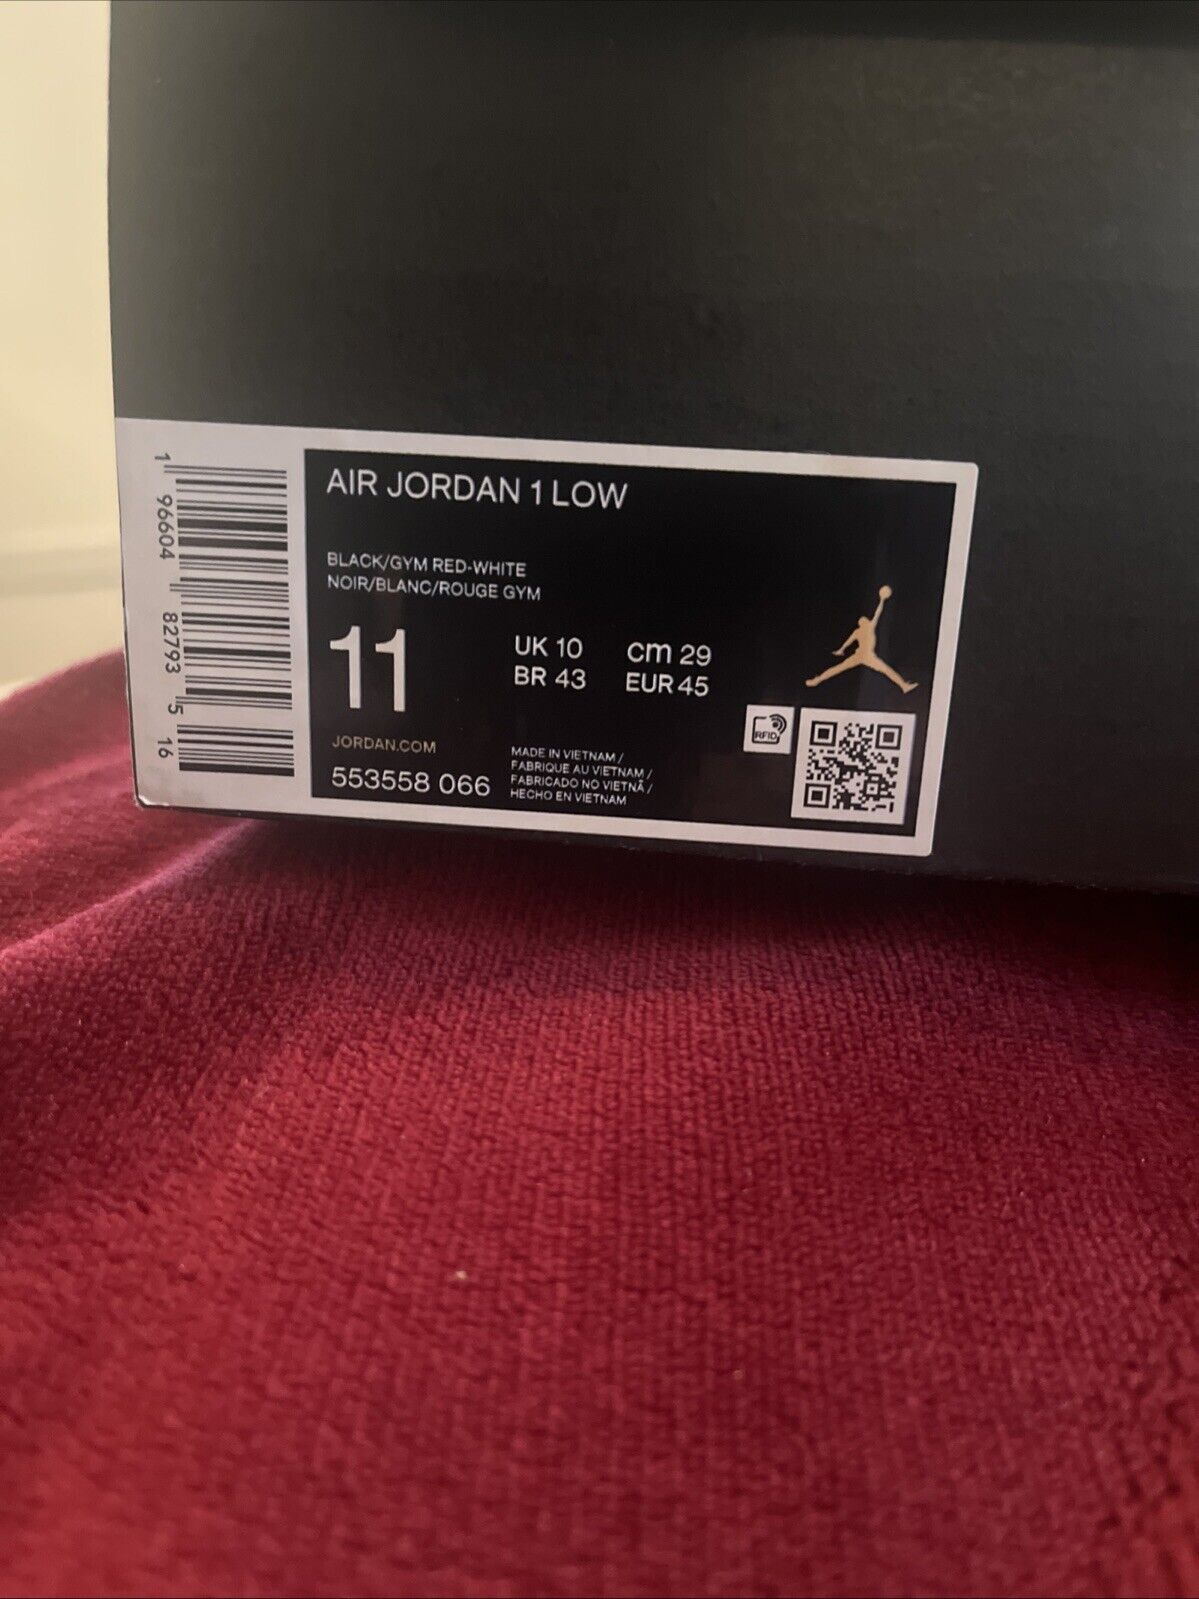 AIR JORDAN 1 LOW
BLACK/GYM RED-WHITE
NOIR/BLANC/ROUGE GYM
11
UK 10
cm 29
BR 43
EUR 45
JORDAN.COM
553558 066
MADE IN VIETNAM /
FABRIQUE AU VIETNAM /
FABRICADO NO VIETNÃ /
HECHO EN VIETNAM
RFID
1 96604 82793 5 16